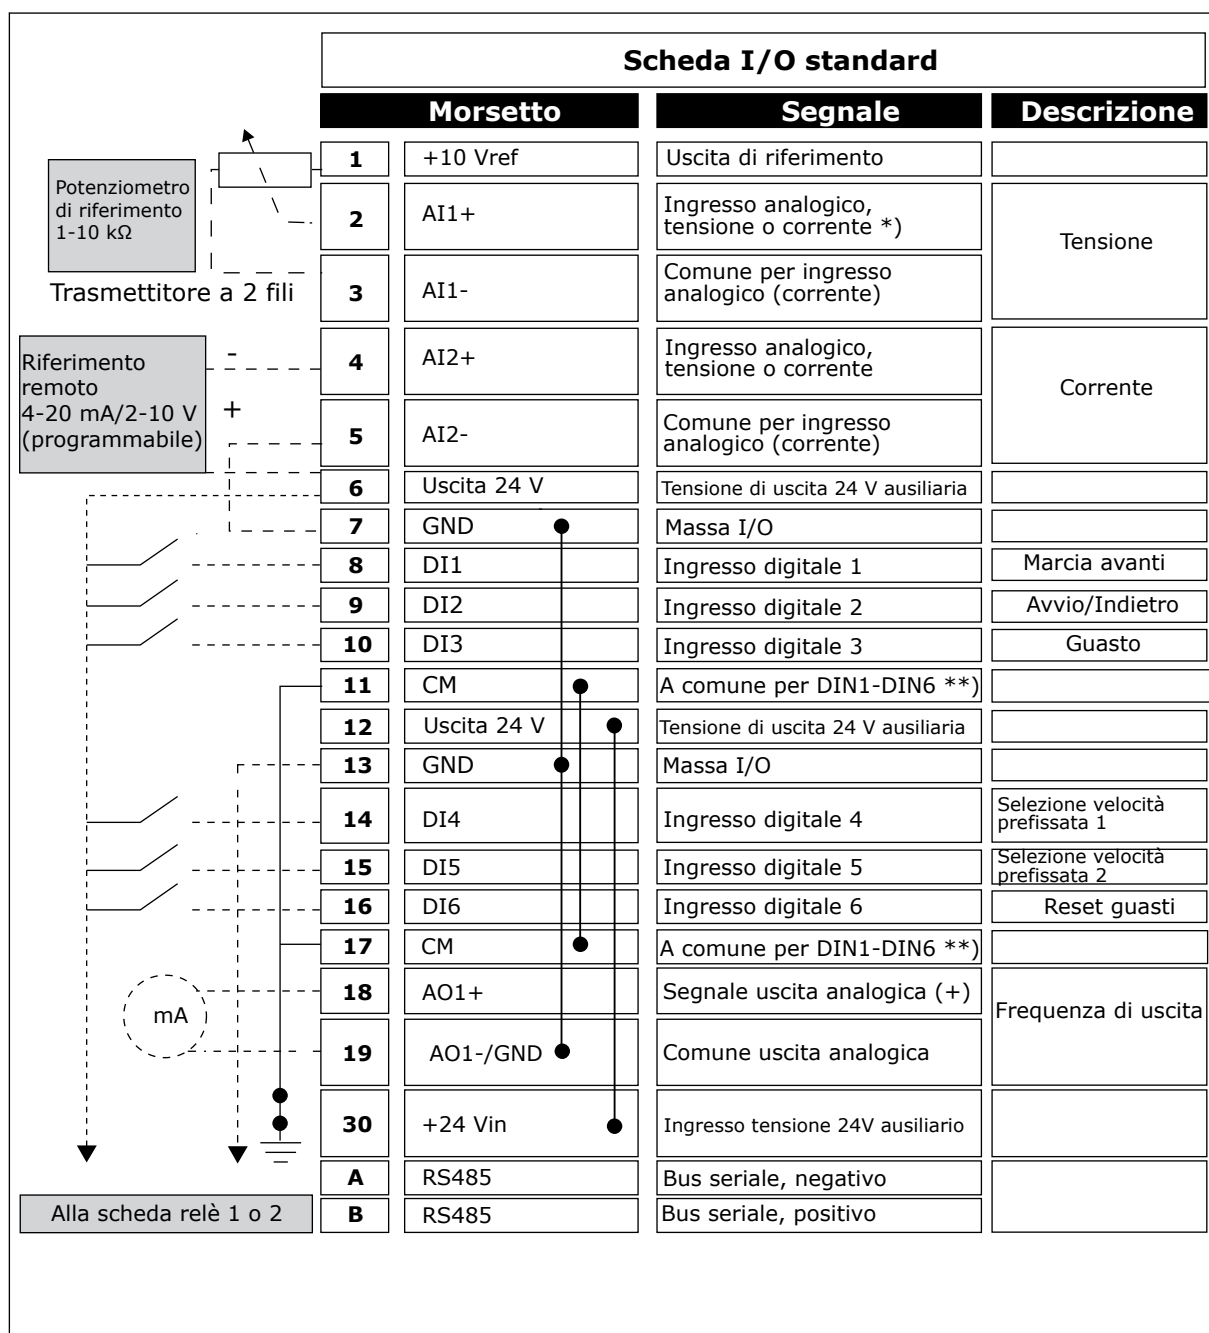 Scheda I/O standard
Morsetto Segnale Descrizione
Potenziometro
di riferimento
1-10 kΩ
Trasmettitore a 2 fili
Riferimento
remoto
4-20 mA/2-10 V
(programmabile)
-
+
mA
Alla scheda relè 1 o 2
1 +10 Vref Uscita di riferimento
2 AI1+ Ingresso analogico,
tensione o corrente *)
Tensione
3 AI1- Comune per ingresso
analogico (corrente)
4 AI2+ Ingresso analogico,
tensione o corrente
Corrente
5 AI2- Comune per ingresso
analogico (corrente)
6 Uscita 24 V Tensione di uscita 24 V ausiliaria
7 GND Massa I/O
8 DI1 Ingresso digitale 1 Marcia avanti
9 DI2 Ingresso digitale 2 Avvio/Indietro
10 DI3 Ingresso digitale 3 Guasto
11 CM A comune per DIN1-DIN6 **)
12 Uscita 24 V Tensione di uscita 24 V ausiliaria
13 GND Massa I/O
14 DI4 Ingresso digitale 4 Selezione velocità
prefissata 1
15 DI5 Ingresso digitale 5 Selezione velocità
prefissata 2
16 DI6 Ingresso digitale 6 Reset guasti
17 CM A comune per DIN1-DIN6 **)
18 AO1+ Segnale uscita analogica (+)
Frequenza di uscita
19 AO1-/GND Comune uscita analogica
30 +24 Vin Ingresso tensione 24V ausiliario
A RS485 Bus seriale, negativo
B RS485 Bus seriale, positivo